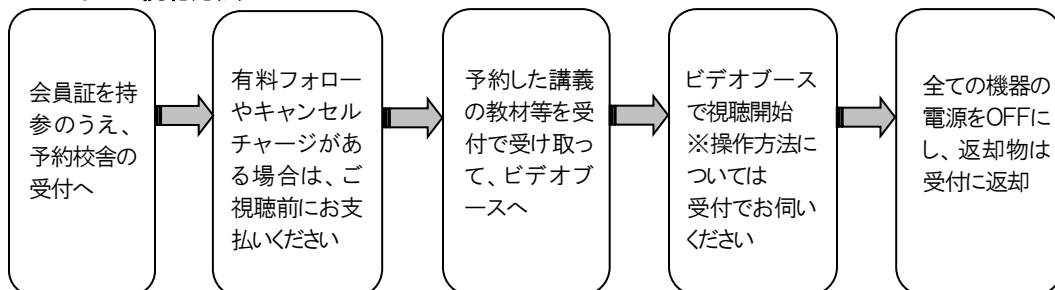 会員証を持
参のうえ、
予約校舎の
受付へ
有料フォロー
やキャンセル
チャージがあ
る場合は、ご
視聴前にお支
払いください
予約した講義
の教材等を受
付で受け取っ
て、ビデオブ
ースへ
ビデオブース
で視聴開始
※操作方法に
ついては
受付でお伺い
ください
全ての機器の
電源をOFFに
し、返却物は
受付に返却